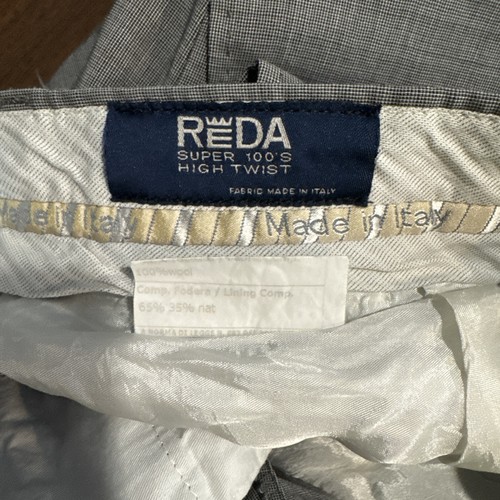 REDA
SUPER 100'S
HIGH TWIST
FABRIC MADE IN ITALY
Made in Italy Made in Italy
100%wool
Comp. Fodera / Lining Comp.
65% 35% nat